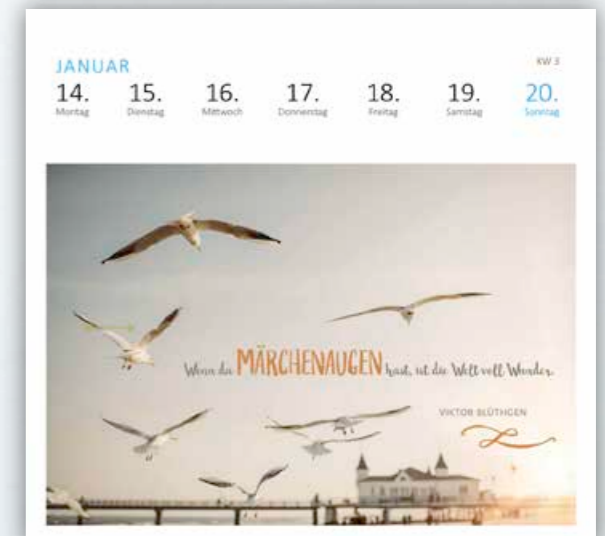 JANUAR
KW 3
14. 15. 16. 17. 18. 19. 20.
Montag Dienstag Mittwoch Donnerstag Freitag Samstag Sonntag
Wenn du MÄRCHENAUGEN hast, ist die Welt voll Wunder.
VIKTOR BLÜTHGEN